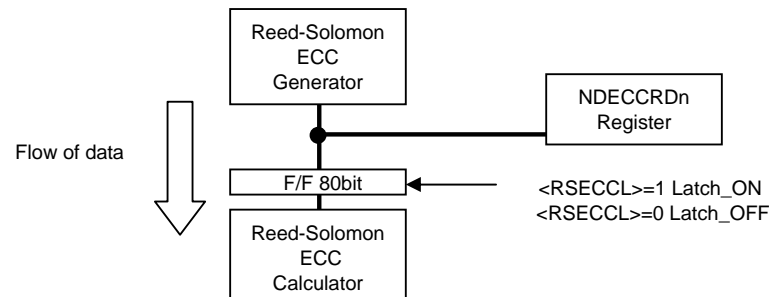 Reed-Solomon
ECC
Generator
NDECCRDn
Register
Flow of data
F/F 80bit
<RSECCL>=1 Latch_ON
<RSECCL>=0 Latch_OFF
Reed-Solomon
ECC
Calculator